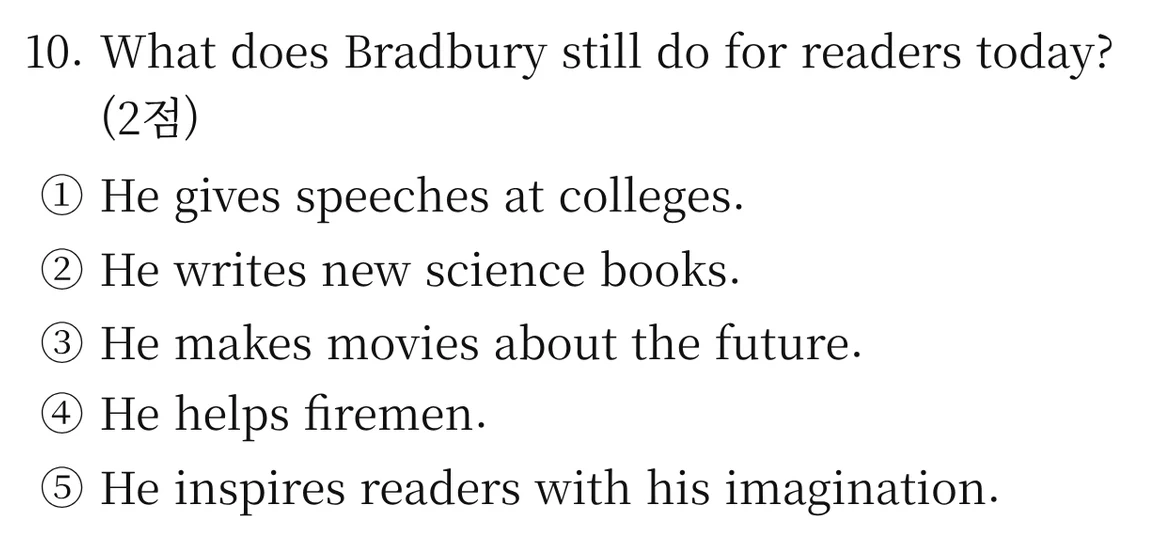 10. What does Bradbury still do for readers today?
(2점)
① He gives speeches at colleges.
② He writes new science books.
③ He makes movies about the future.
④ He helps firemen.
⑤ He inspires readers with his imagination.